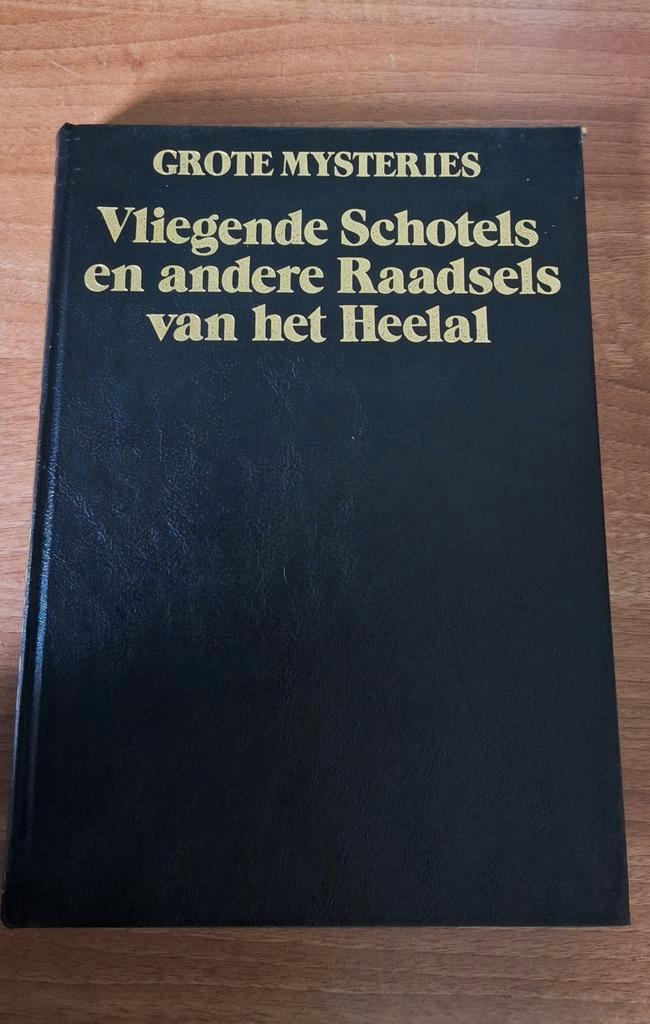 GROTE MYSTERIES
Vliegende Schotels
en andere Raadsels
van het Heelal